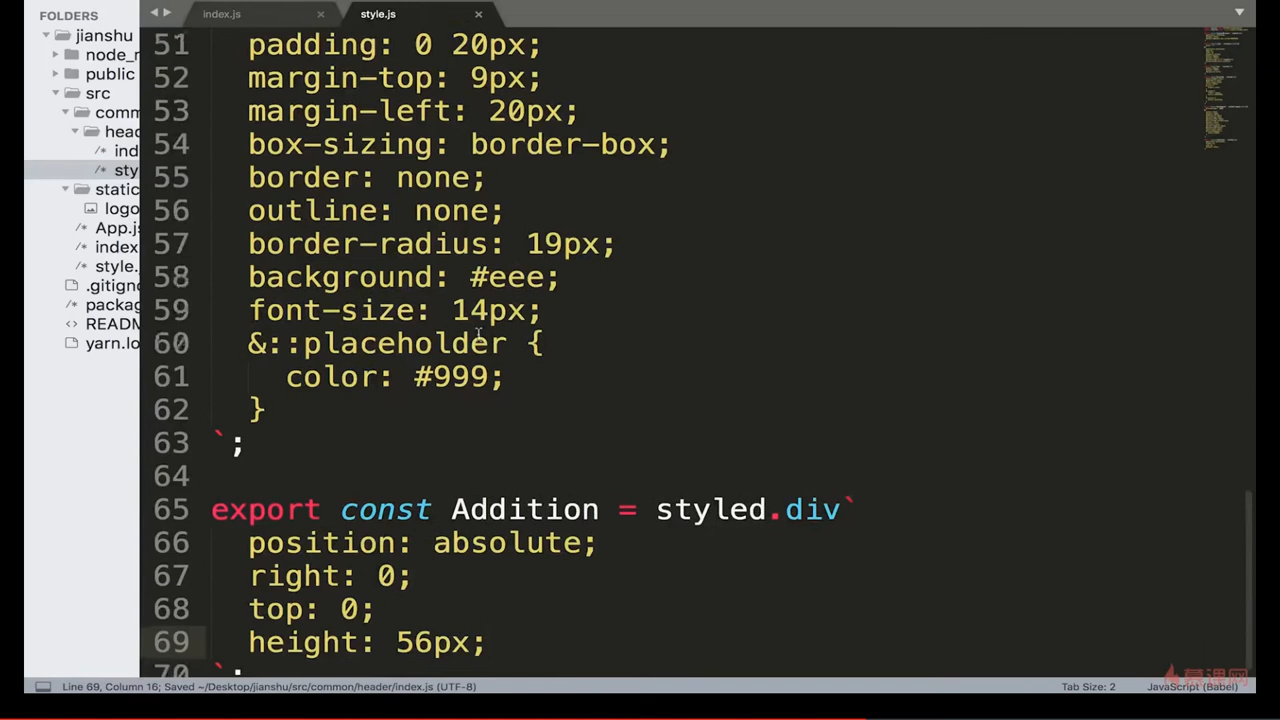 FOLDERS
jianshu
node_r
public
src
comn
head
ind
sty
static
logo
App.js
index
style.
.gitign
packag
READM
yarn.lo
index.js
style.js
51 padding: 0 20px;
52 margin-top: 9px;
53 margin-left: 20px;
54 box-sizing: border-box;
55 border: none;
56 outline: none;
57 border-radius: 19px;
58 background: #eee;
59 font-size: 14px;
60 &::placeholder {
61 color: #999;
62 }
63 `;
64
65 export const Addition = styled.div`
66 position: absolute;
67 right: 0;
68 top: 0;
69 height: 56px;
70 `;
慕课网
Line 69, Column 16; Saved ~/Desktop/jianshu/src/common/header/index.js (UTF-8)
Tab Size: 2
JavaScript (Babel)